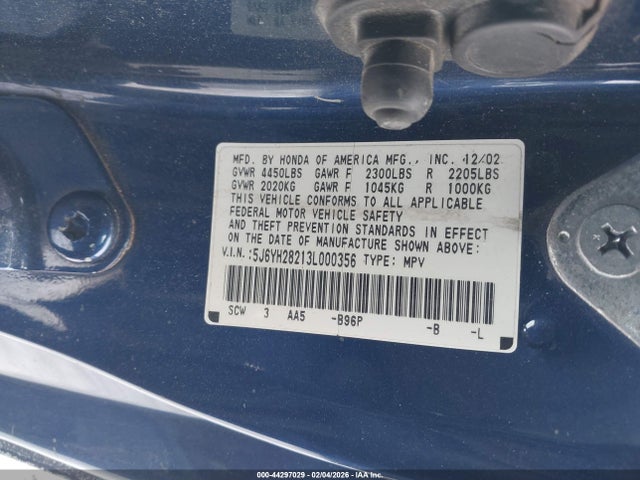 MFD. BY HONDA OF AMERICA MFG., INC. 12/02
GVWR 4450LBS GAWR F 2300LBS R 2205LBS
GVWR 2020KG GAWR F 1045KG R 1000KG
THIS VEHICLE CONFORMS TO ALL APPLICABLE
FEDERAL MOTOR VEHICLE SAFETY
AND THEFT PREVENTION STANDARDS IN EFFECT
ON THE DATE OF MANUFACTURE SHOWN ABOVE:
V.I.N.:5J6YH28213L000356 TYPE: MPV
SCW 3 AA5 -B96P -B -L
000-44297029 | 02/04/2026 | IAAI.COM